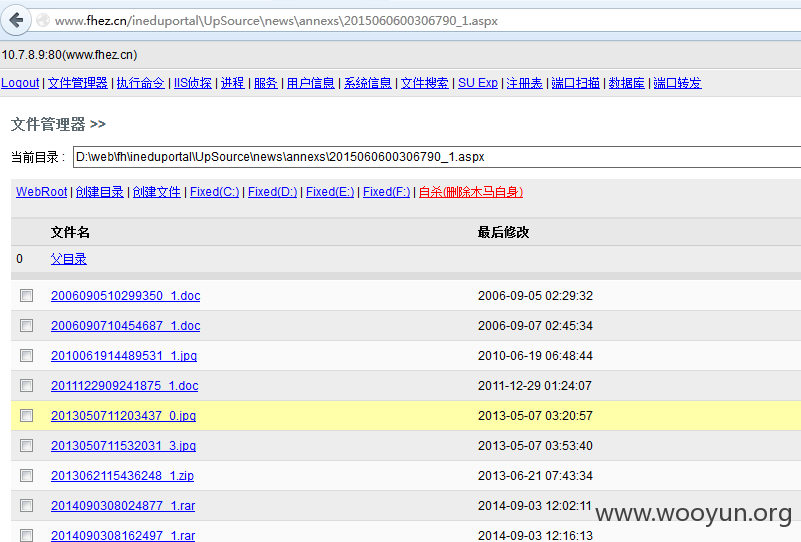 www.fhez.cn/ineduportal\UpSource\news\annexs\2015060600306790_1.aspx
10.7.8.9:80(www.fhez.cn)
Logout | 文件管理器 | 执行命令 | IIS侦探 | 进程 | 服务 | 用户信息 | 系统信息 | 文件搜索 | SU Exp | 注册表 | 端口扫描 | 数据库 | 端口转发
文件管理器 >>
当前目录 : D:\web\fh\ineduportal\UpSource\news\annexs\2015060600306790_1.aspx
WebRoot | 创建目录 | 创建文件 | Fixed(C:) | Fixed(D:) | Fixed(E:) | Fixed(F:) | 自杀(删除木马自身)
文件名 最后修改
0 父目录
2006090510299350_1.doc 2006-09-05 02:29:32
2006090710454687_1.doc 2006-09-07 02:45:34
2010061914489531_1.jpg 2010-06-19 06:48:44
2011122909241875_1.doc 2011-12-29 01:24:07
2013050711203437_0.jpg 2013-05-07 03:20:57
2013050711532031_3.jpg 2013-05-07 03:53:40
2013062115436248_1.zip 2013-06-21 07:43:34
2014090308024877_1.rar 2014-09-03 12:02:11
www.wooyun.org
2014090308162497_1.rar 2014-09-03 12:16:13